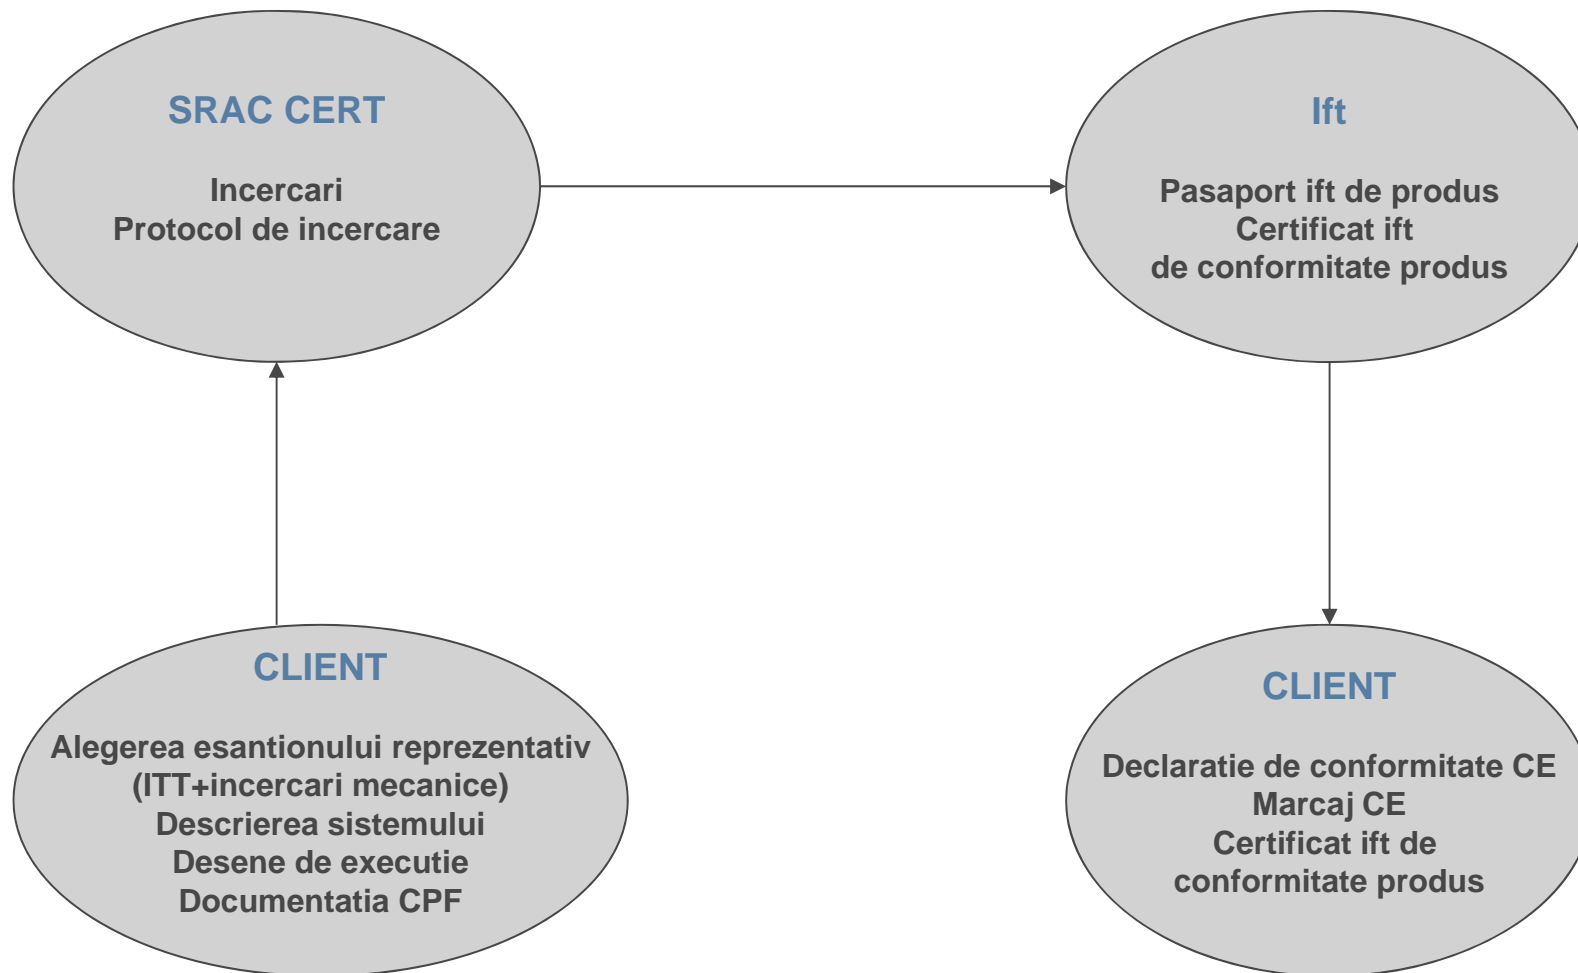 SRAC CERT
Incercari
Protocol de incercare
Ift
Pasaport ift de produs
Certificat ift
de conformitate produs
CLIENT
Alegerea esantionului reprezentativ
(ITT+incercari mecanice)
Descrierea sistemului
Desene de executie
Documentatia CPF
CLIENT
Declaratie de conformitate CE
Marcaj CE
Certificat ift de
conformitate produs